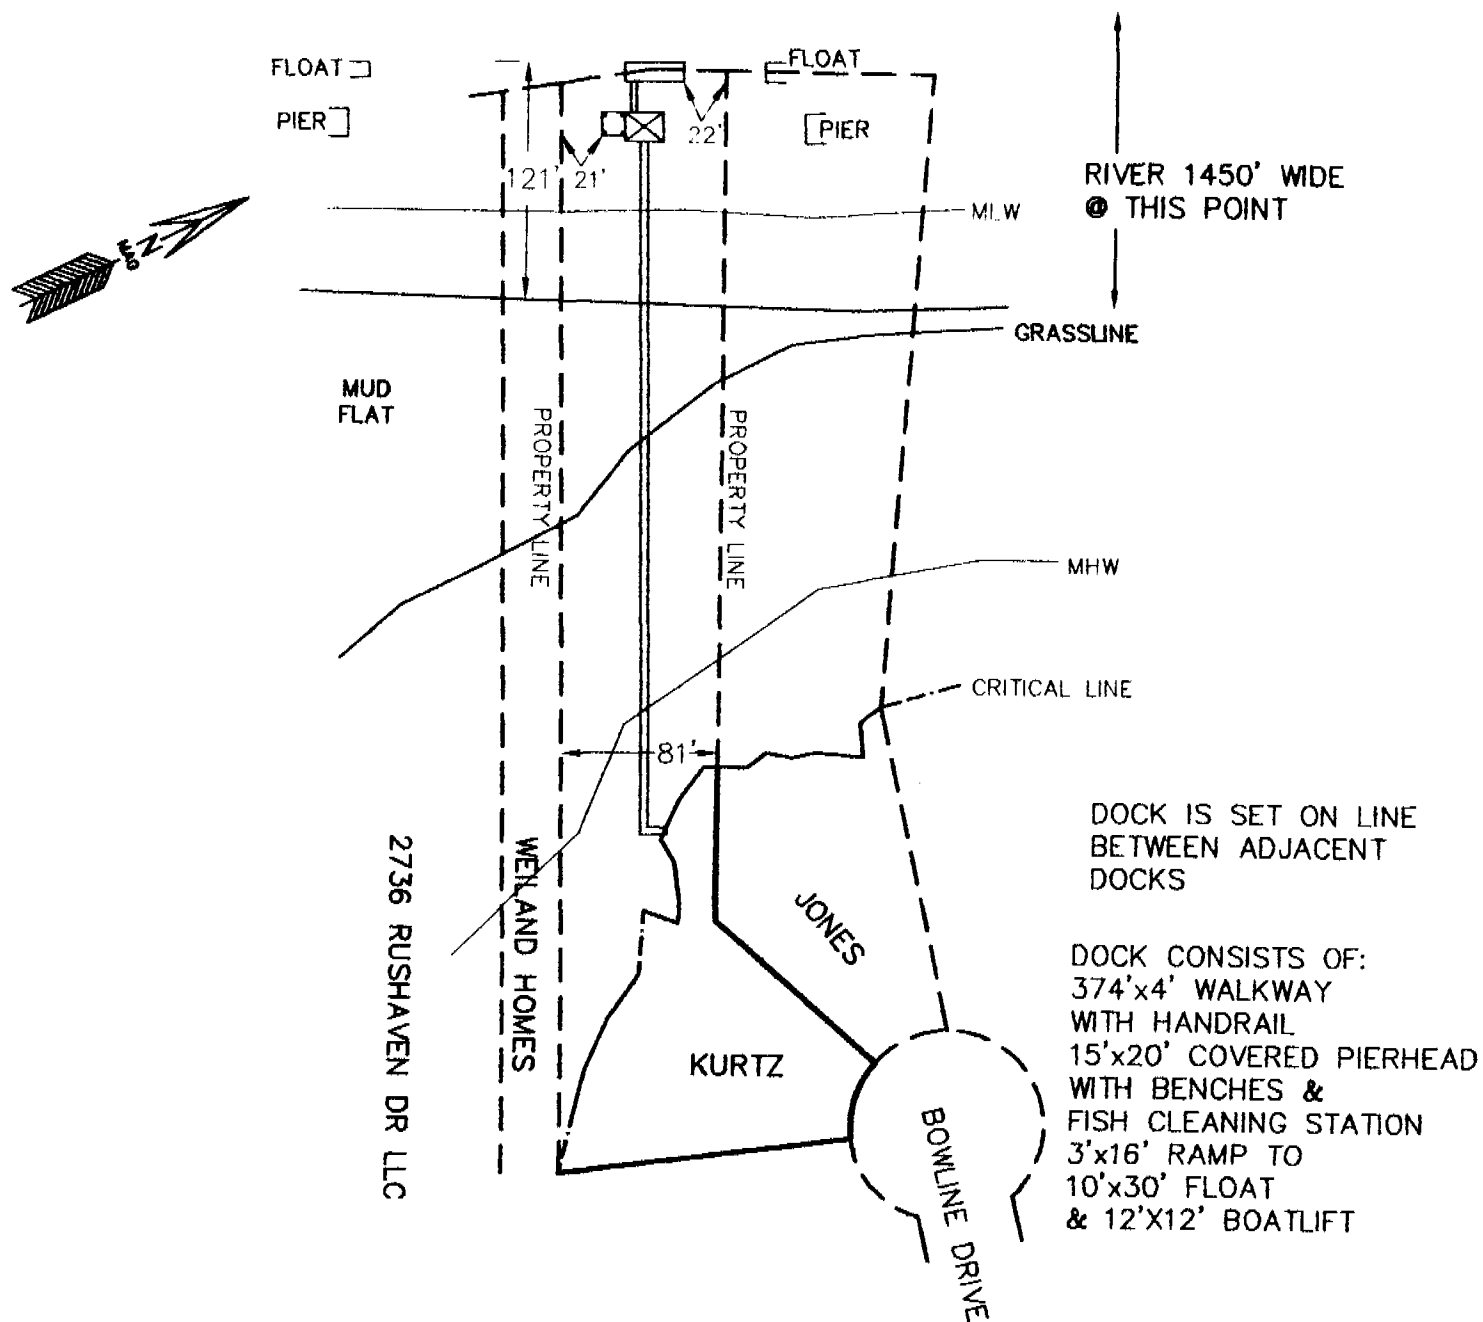 FLOAT
FLOAT
PIER
22'
PIER
121'
21'
RIVER 1450' WIDE
@ THIS POINT
MLW
MAG
N
GRASSLINE
MUD
FLAT
PROPERTY LINE
PROPERTY LINE
MHW
CRITICAL LINE
81'
DOCK IS SET ON LINE
BETWEEN ADJACENT
DOCKS
2736 RUSHAVEN DR LLC
WEILAND HOMES
JONES
KURTZ
DOCK CONSISTS OF:
374'x4' WALKWAY
WITH HANDRAIL
15'x20' COVERED PIERHEAD
WITH BENCHES &
FISH CLEANING STATION
3'x16' RAMP TO
10'x30' FLOAT
& 12'X12' BOATLIFT
BOWLINE DRIVE